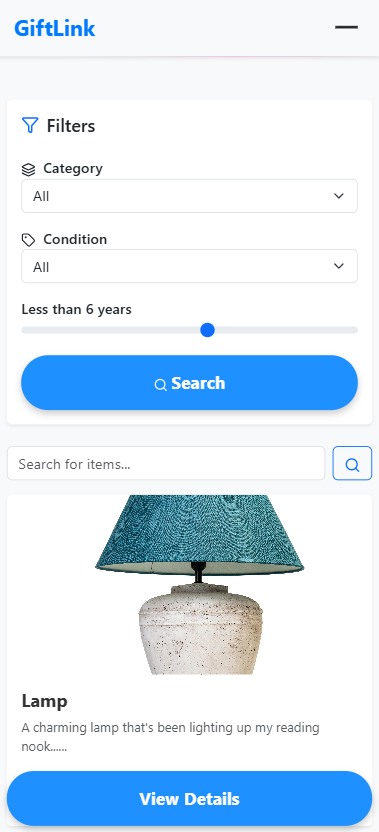 GiftLink
Filters
Category
All
Condition
All
Less than 6 years
Search
Search for items...
Lamp
A charming lamp that's been lighting up my reading
nook......
View Details